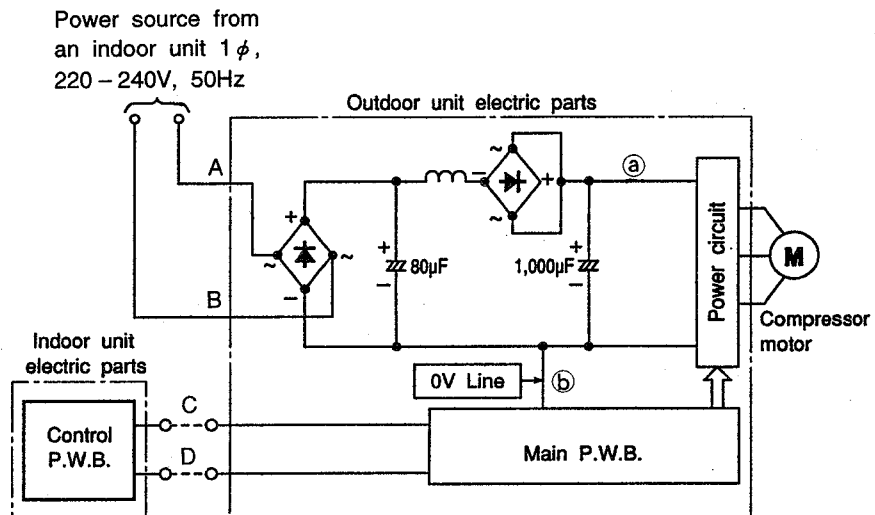 Power source from
an indoor unit 1φ,
220–240V, 50Hz
Outdoor unit electric parts
A
~
–
+
~
ⓐ
+
~
~
–
+
–
80μF
1,000μF
+
–
B
Power circuit
M
Compressor
motor
Indoor unit
electric parts
0V Line
ⓑ
C
Control
P.W.B.
D
Main P.W.B.